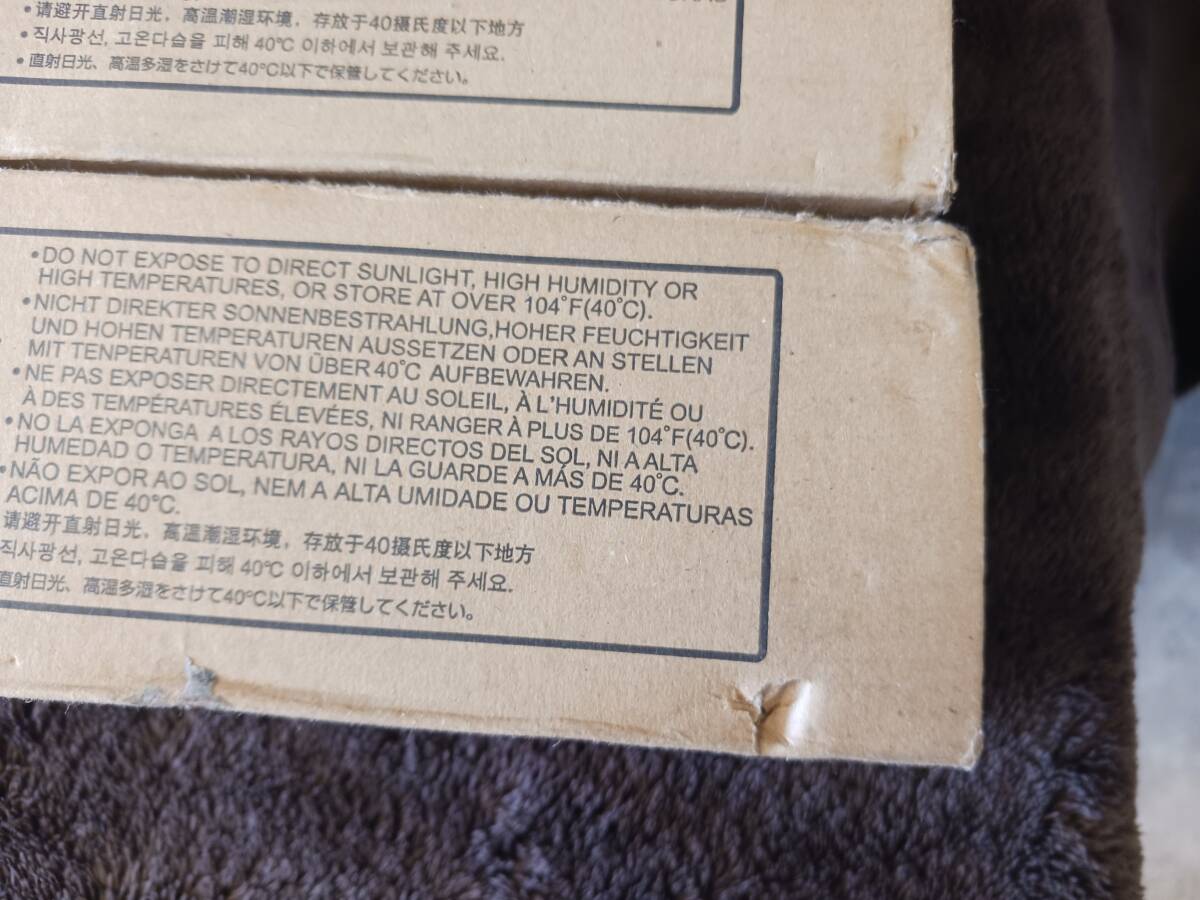 • 请避开直射日光，高温潮湿环境，存放于40摄氏度以下地方
• 직사광선, 고온다습을 피해 40℃ 이하에서 보관해 주세요.
• 直射日光、高温多湿をさけて40℃以下で保管してください。
•DO NOT EXPOSE TO DIRECT SUNLIGHT, HIGH HUMIDITY OR
HIGH TEMPERATURES, OR STORE AT OVER 104°F(40°C).
•NICHT DIREKTER SONNENBESTRAHLUNG,HOHER FEUCHTIGKEIT
UND HOHEN TEMPERATUREN AUSSETZEN ODER AN STELLEN
MIT TENPERATUREN VON ÜBER 40°C AUFBEWAHREN.
•NE PAS EXPOSER DIRECTEMENT AU SOLEIL, À L'HUMIDITÉ OU
À DES TEMPÉRATURES ÉLEVÉES, NI RANGER À PLUS DE 104°F(40°C).
•NO LA EXPONGA A LOS RAYOS DIRECTOS DEL SOL, NI A ALTA
HUMEDAD O TEMPERATURA, NI LA GUARDE A MÁS DE 40°C.
•NÃO EXPOR AO SOL, NEM A ALTA UMIDADE OU TEMPERATURAS
ACIMA DE 40°C.
请避开直射日光，高温潮湿环境，存放于40摄氏度以下地方
직사광선, 고온다습을 피해 40℃ 이하에서 보관해 주세요.
直射日光、高温多湿をさけて40℃以下で保管してください。